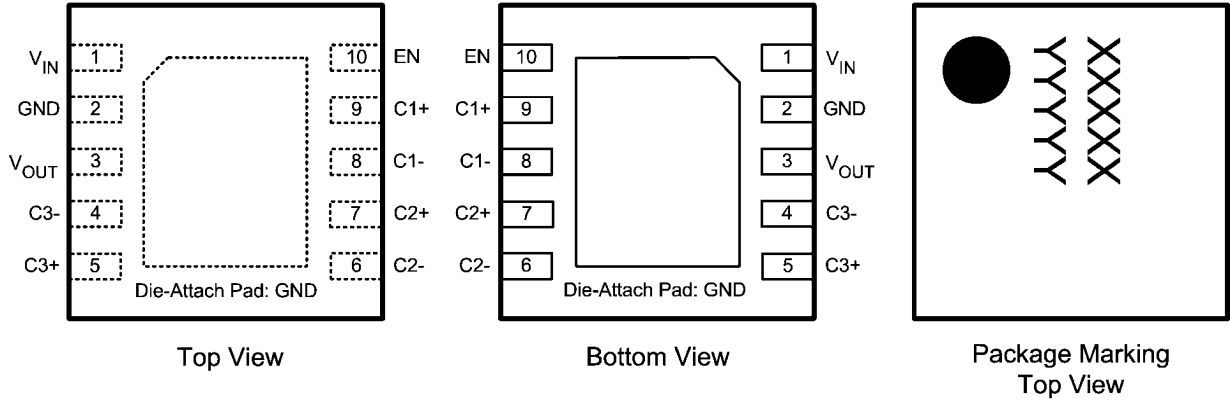 V_IN 1 10 EN
GND 2 9 C1+
V_OUT 3 8 C1-
C3- 4 7 C2+
C3+ 5 6 C2-
Die-Attach Pad: GND
Top View
EN 10 1 V_IN
C1+ 9 2 GND
C1- 8 3 V_OUT
C2+ 7 4 C3-
C2- 6 5 C3+
Die-Attach Pad: GND
Bottom View
YYYYY
XXXXX
Package Marking
Top View